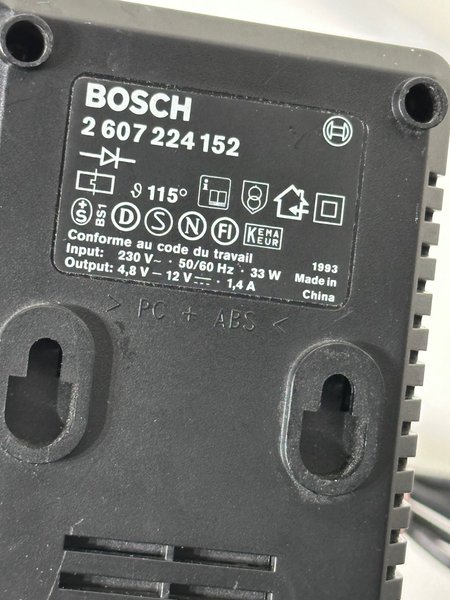 BOSCH
2 607 224 152
ϑ 115°
i
S BS1 D S N FI KEMA KEUR
Conforme au code du travail
Input: 230 V~ · 50/60 Hz · 33 W
Output: 4,8 V – 12 V ⎓ · 1,4 A
1993
Made in
China
> PC + ABS <